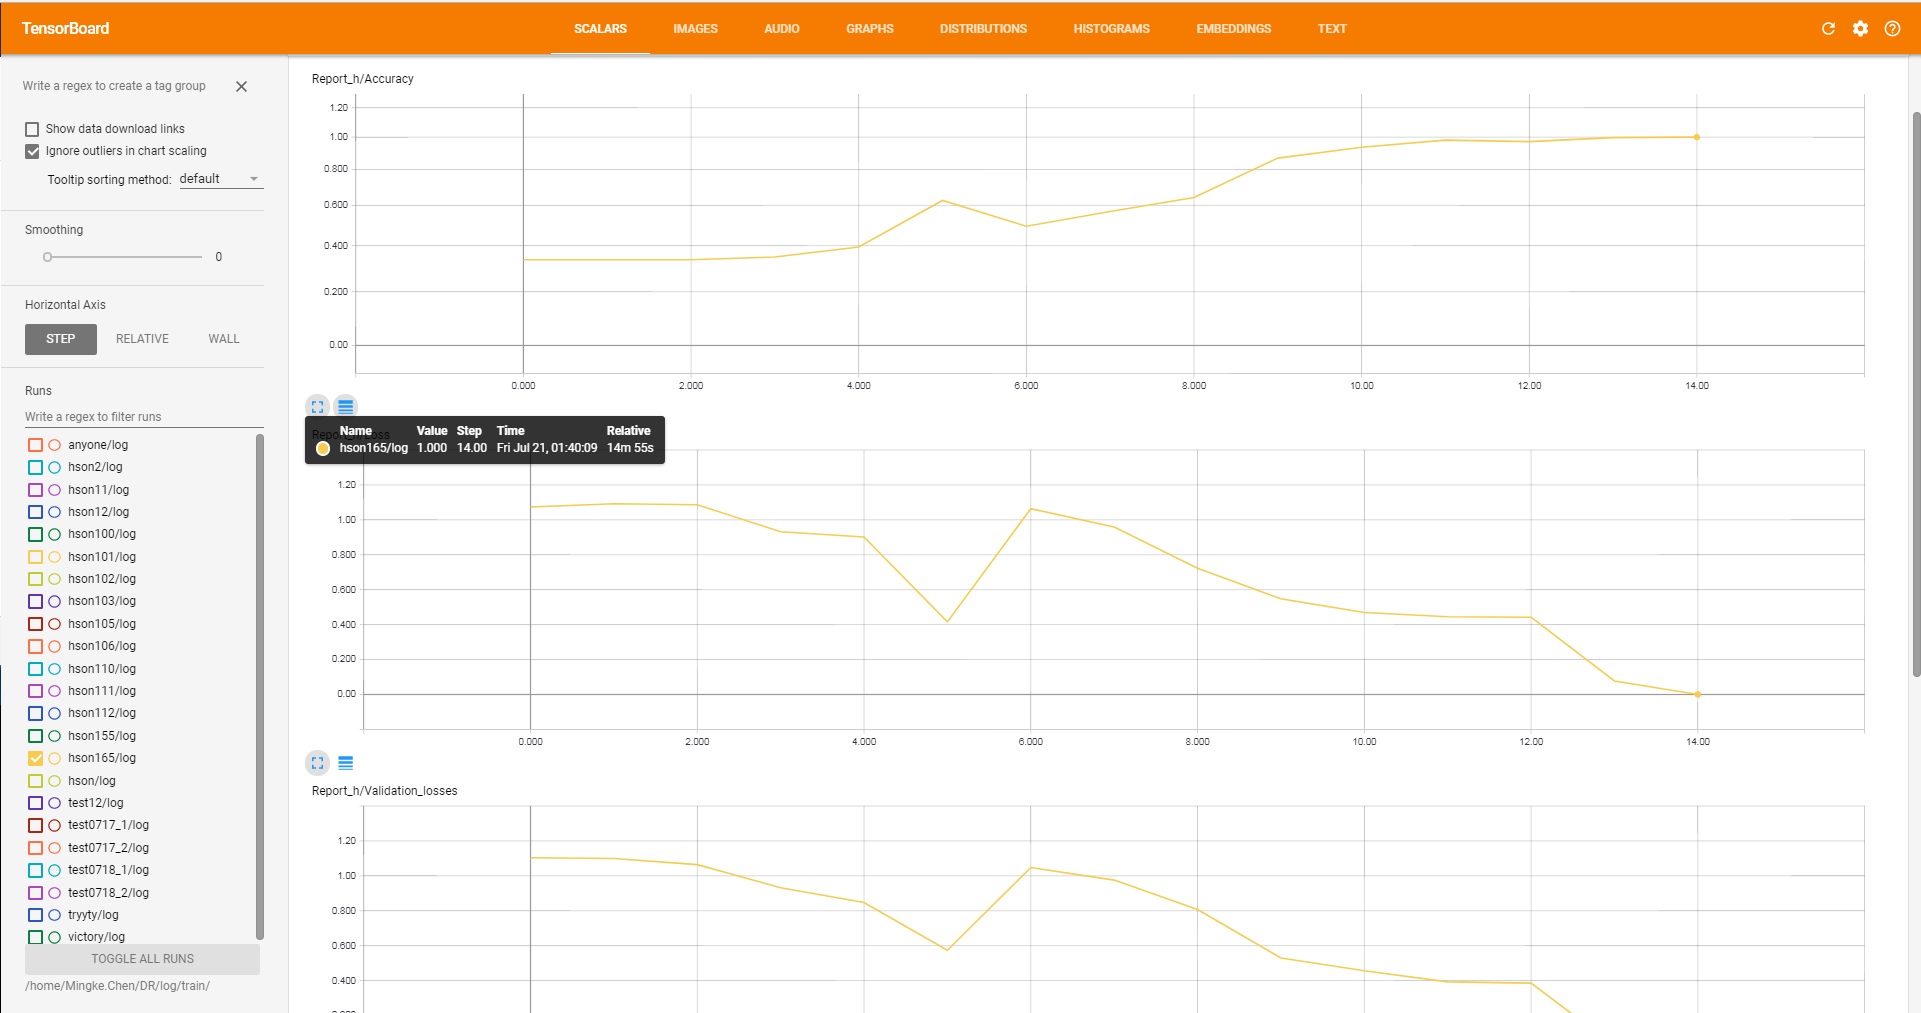 TensorBoard
SCALARS IMAGES AUDIO GRAPHS DISTRIBUTIONS HISTOGRAMS EMBEDDINGS TEXT
Write a regex to create a tag group
Show data download links
Ignore outliers in chart scaling
Tooltip sorting method: default
Smoothing
0
Horizontal Axis
STEP RELATIVE WALL
Runs
Write a regex to filter runs
anyone/log
hson2/log
hson11/log
hson12/log
hson100/log
hson101/log
hson102/log
hson103/log
hson105/log
hson106/log
hson110/log
hson111/log
hson112/log
hson155/log
hson165/log
hson/log
test12/log
test0717_1/log
test0717_2/log
test0718_1/log
test0718_2/log
tryyty/log
victory/log
TOGGLE ALL RUNS
/home/Mingke.Chen/DR/log/train/
Report_h/Accuracy
1.20
1.00
0.800
0.600
0.400
0.200
0.00
0.000 2.000 4.000 6.000 8.000 10.00 12.00 14.00
Name Value Step Time Relative
hson165/log 1.000 14.00 Fri Jul 21, 01:40:09 14m 55s
1.20
1.00
0.800
0.600
0.400
0.200
0.00
0.000 2.000 4.000 6.000 8.000 10.00 12.00 14.00
Report_h/Validation_losses
1.20
1.00
0.800
0.600
0.400